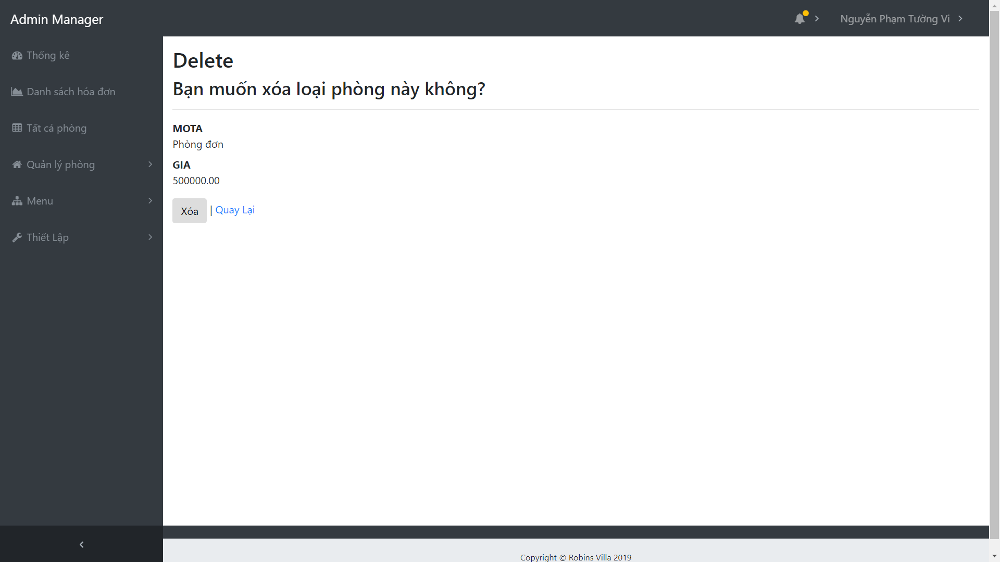 Admin Manager
Nguyễn Phạm Tường Vi
Thống kê
Danh sách hóa đơn
Tất cả phòng
Quản lý phòng
Menu
Thiết Lập
Delete
Bạn muốn xóa loại phòng này không?
MOTA
Phòng đơn
GIA
500000.00
Xóa | Quay Lại
Copyright © Robins Villa 2019